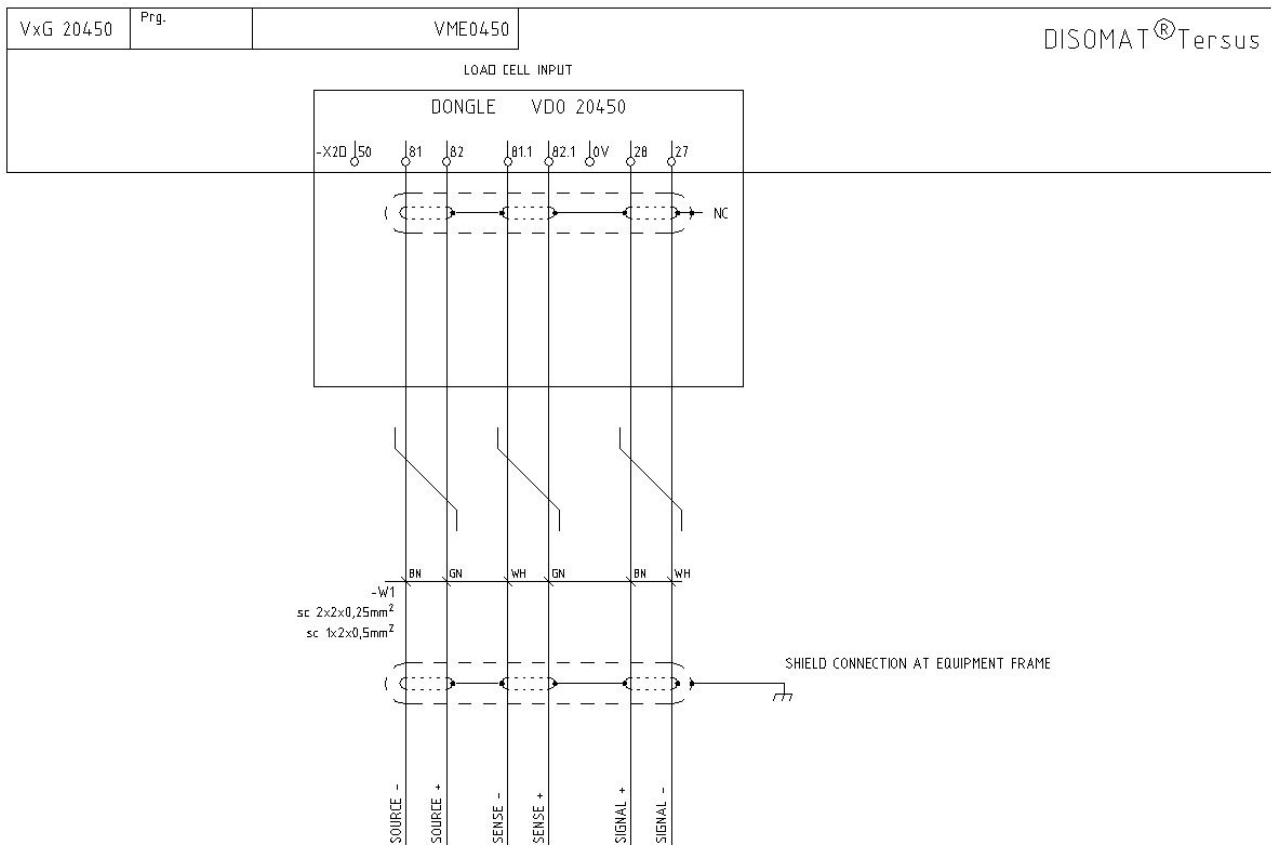 VxG 20450 Prg. VME0450
DISOMAT®Tersus
LOAD CELL INPUT
DONGLE VDO 20450
-X2D 50 81 82 81.1 82.1 0V 28 27
NC
BN GN WH GN BN WH
-W1
sc 2x2x0,25mm²
sc 1x2x0,5mm²
SHIELD CONNECTION AT EQUIPMENT FRAME
SOURCE -
SOURCE +
SENSE -
SENSE +
SIGNAL +
SIGNAL -